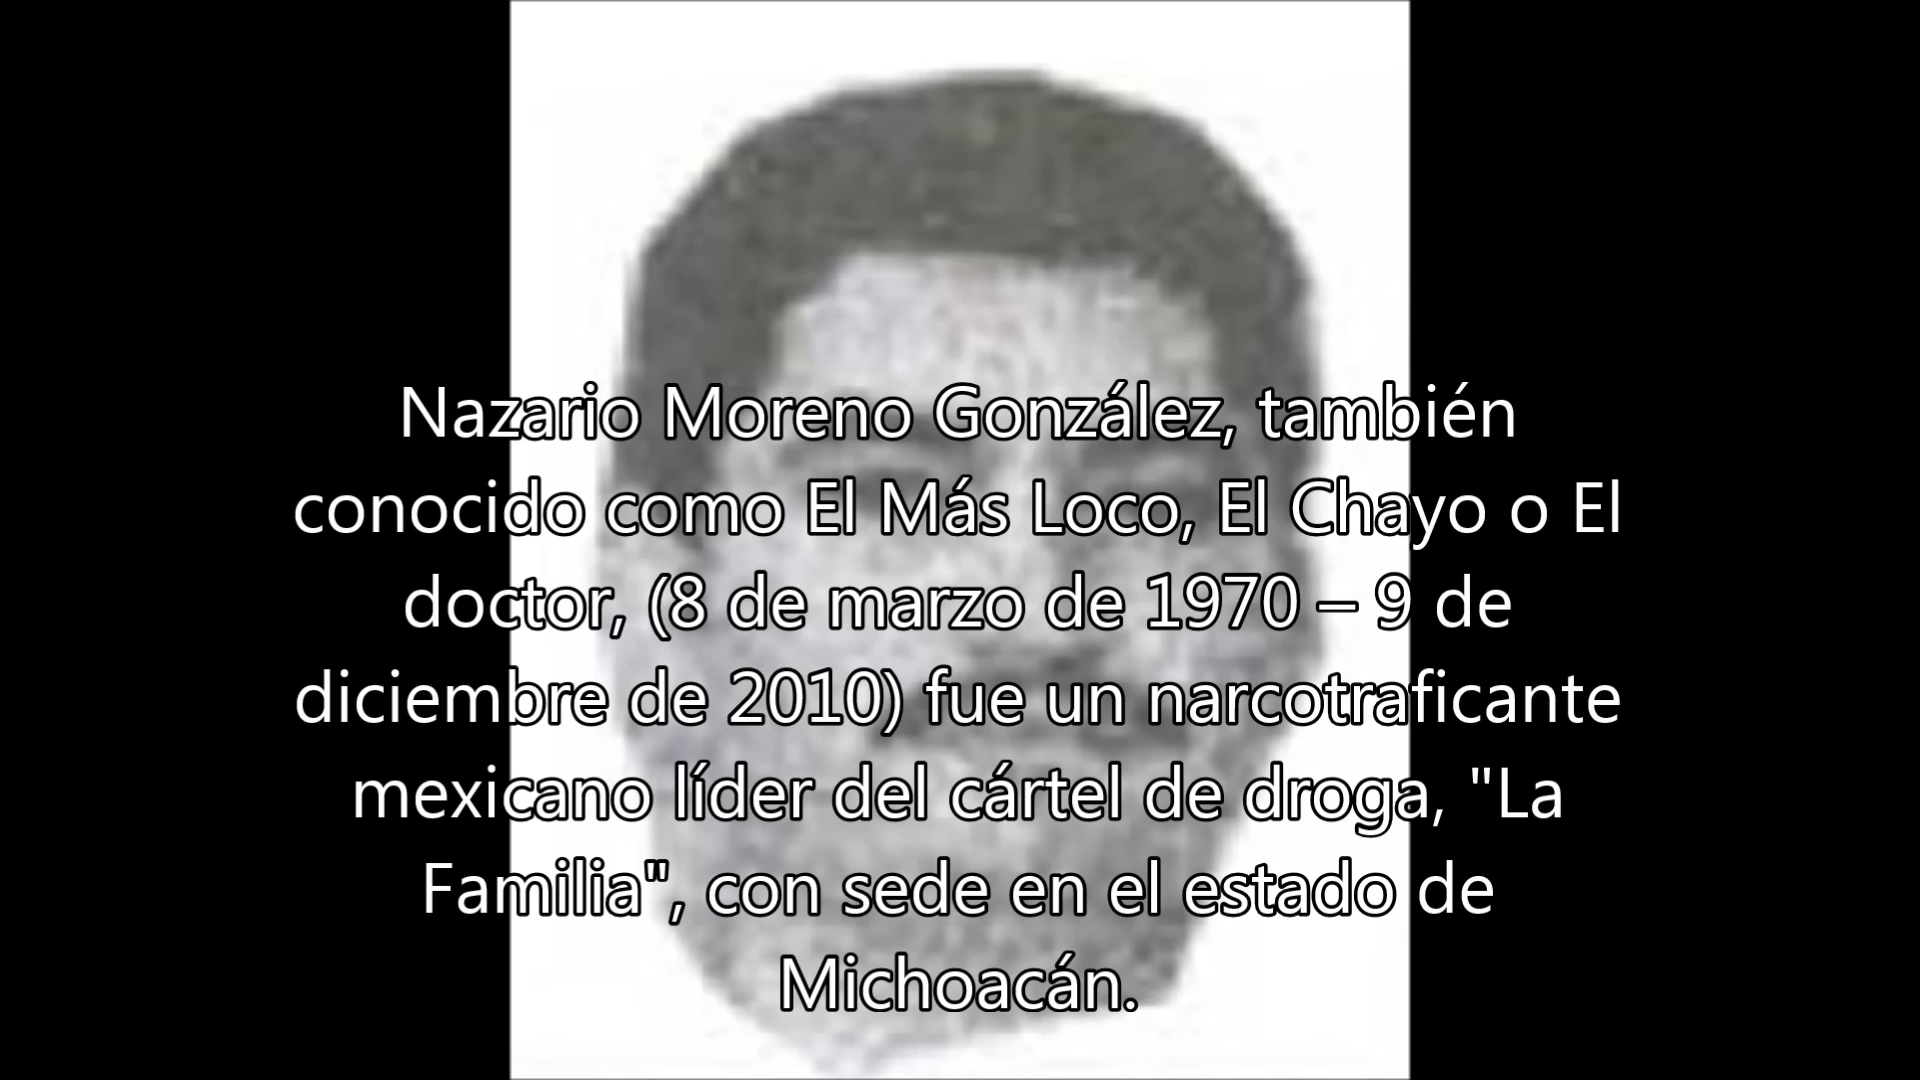 Nazario Moreno González, también
conocido como El Más Loco, El Chayo o El
doctor, (8 de marzo de 1970 – 9 de
diciembre de 2010) fue un narcotraficante
mexicano líder del cártel de droga, "La
Familia", con sede en el estado de
Michoacán.